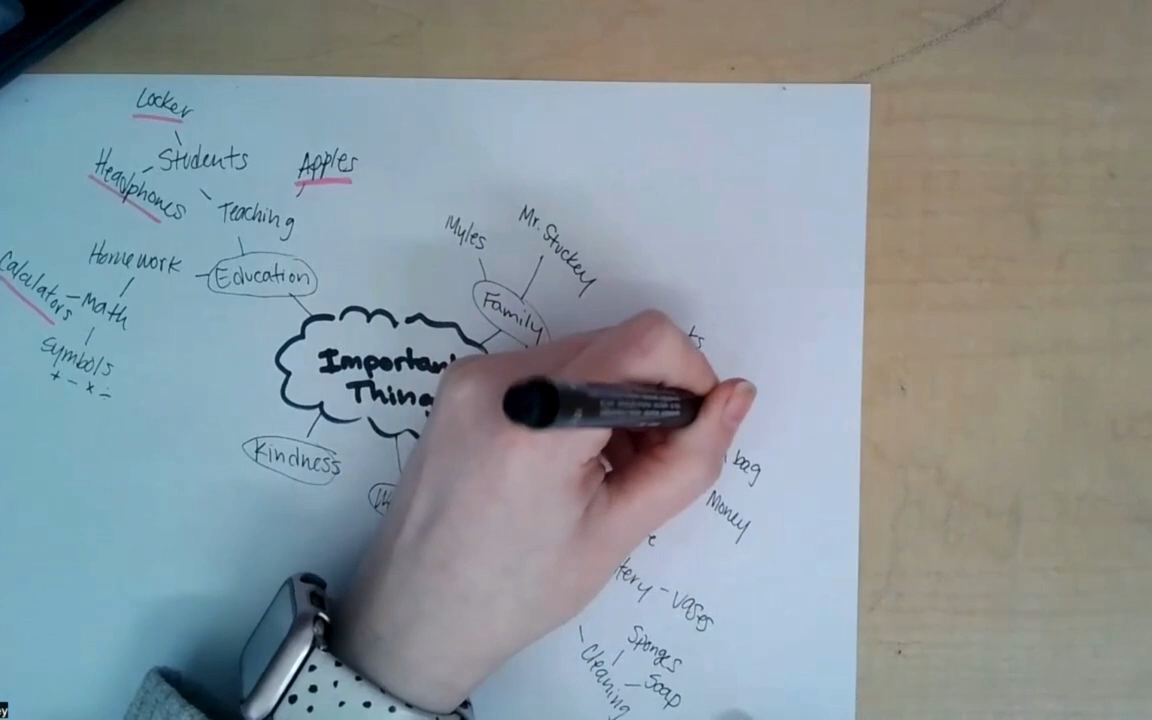 Locker
Students
Headphones
Apples
Teaching
Homework
Education
Calculators
Math
Symbols
+ - x ÷
Myles
Mr. Stuckey
Family
Important
Thing
Kindness
bag
Money
vases
Sponges
Soap
Cleaning